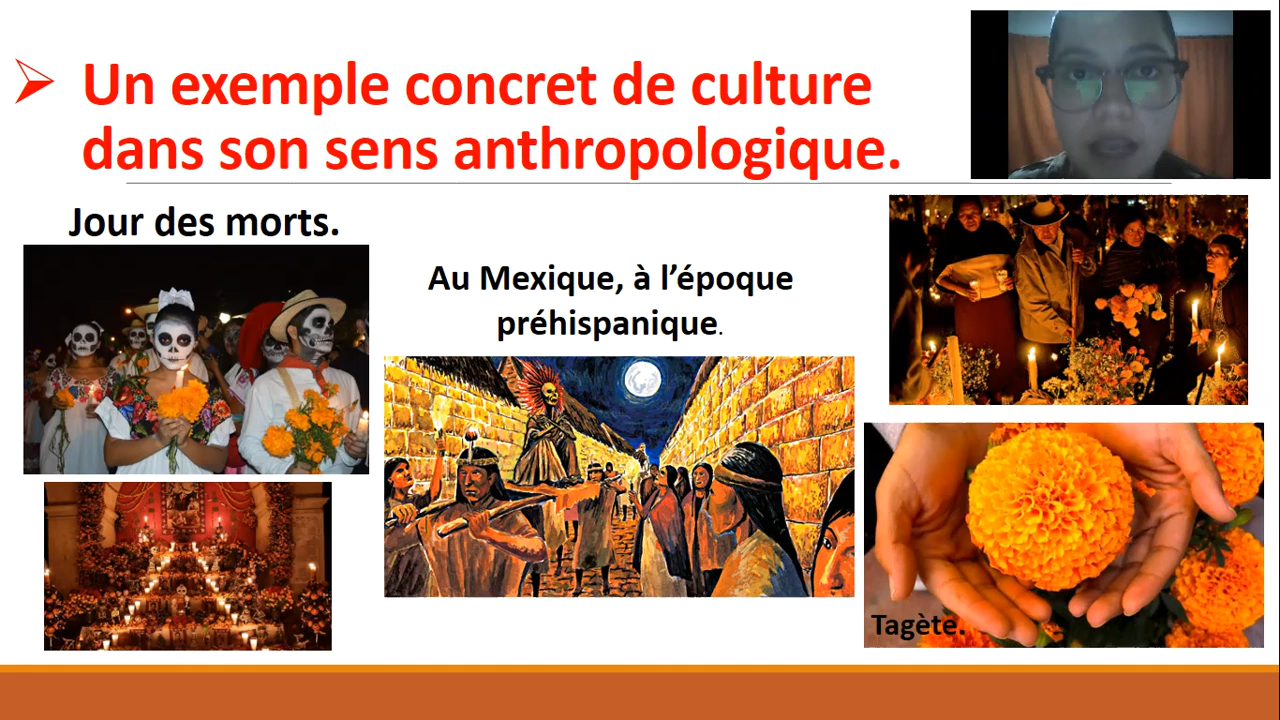 Un exemple concret de culture
dans son sens anthropologique.
Jour des morts.
Au Mexique, à l’époque
préhispanique.
Tagète.